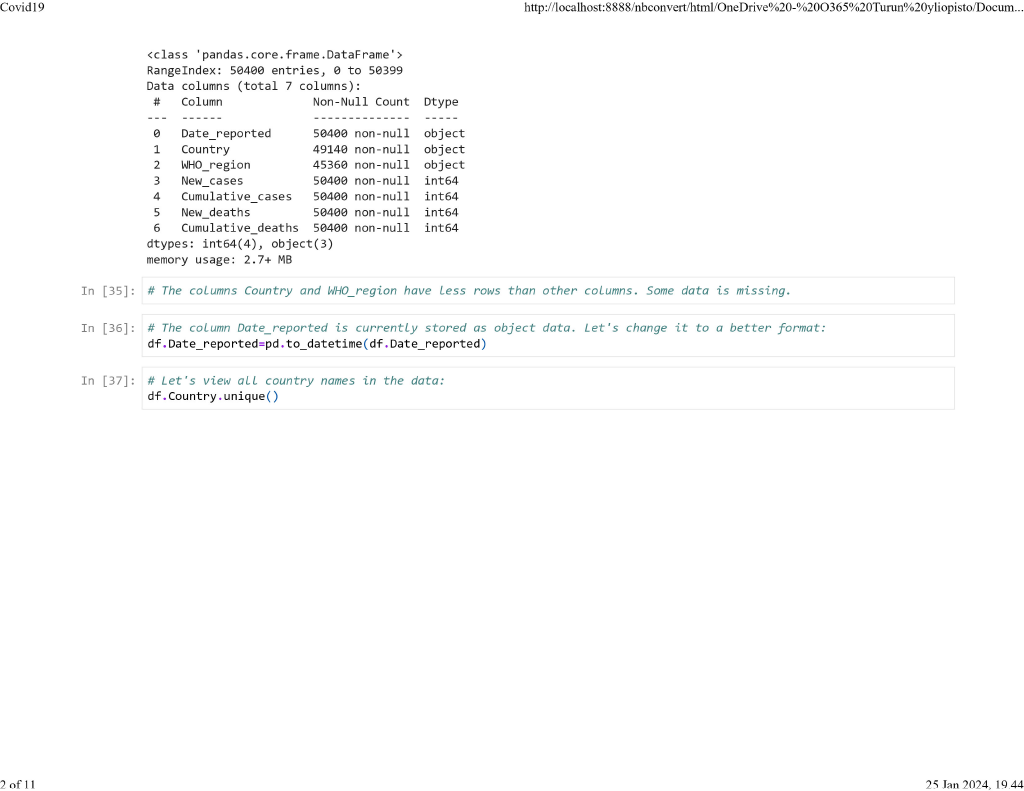 Covid19
http://localhost:8888/nbconvert/html/OneDrive%20-%20O365%20Turun%20yliopisto/Docum...
<class 'pandas.core.frame.DataFrame'>
RangeIndex: 50400 entries, 0 to 50399
Data columns (total 7 columns):
 #   Column             Non-Null Count  Dtype
---  ------             --------------  -----
 0   Date_reported      50400 non-null  object
 1   Country            49140 non-null  object
 2   WHO_region         45360 non-null  object
 3   New_cases          50400 non-null  int64
 4   Cumulative_cases   50400 non-null  int64
 5   New_deaths         50400 non-null  int64
 6   Cumulative_deaths  50400 non-null  int64
dtypes: int64(4), object(3)
memory usage: 2.7+ MB
In [35]: # The columns Country and WHO_region have less rows than other columns. Some data is missing.
In [36]: # The column Date_reported is currently stored as object data. Let's change it to a better format:
df.Date_reported=pd.to_datetime(df.Date_reported)
In [37]: # Let's view all country names in the data:
df.Country.unique()
2 of 11
25 Jan 2024, 19.44